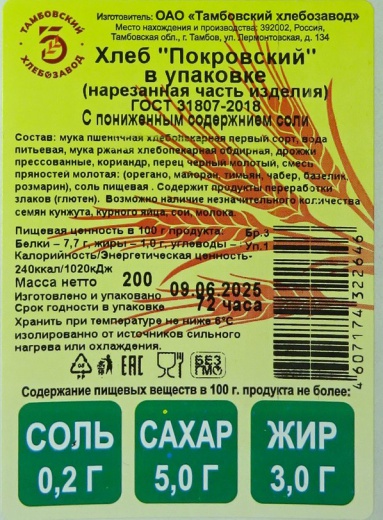 ТАМБОВСКИЙ
ХЛЕБОЗАВОД
Изготовитель: ОАО «Тамбовский хлебозавод»
Место нахождения и производства: 392002, Россия,
Тамбовская обл., г. Тамбов, ул. Лермонтовская, д. 134
Хлеб "Покровский"
в упаковке
(нарезанная часть изделия)
ГОСТ 31807-2018
С пониженным содержанием соли
Состав: мука пшеничная хлебопекарная первый сорт, вода
питьевая, мука ржаная хлебопекарная обдирная, дрожжи
прессованные, кориандр, перец черный молотый, смесь
пряностей молотая: (орегано, майоран, тимьян, чабер, базелик,
розмарин), соль пищевая . Содержит продукты переработки
злаков (глютен). Возможно наличие незначительного количества
семян кунжута, куриного яйца, сои, молока.
Пищевая ценность в 100 г продукта: Бр.3
Белки – 7,7 г, жиры – 1,0 г, углеводы – Уп.1
Калорийность/Энергетическая ценность-
240ккал/1020кДж
Масса нетто 200 09.06.2025
Изготовлено и упаковано
Срок годности в упаковке 72 часа
Хранить при температуре не ниже 6°С
изолированно от источников сильного
нагрева или охлаждения.
4607174322646
EAC
БЕЗ
ГМО
Содержание пищевых веществ в 100 г. продукта не более:
СОЛЬ САХАР ЖИР
0,2 Г 5,0 Г 3,0 Г